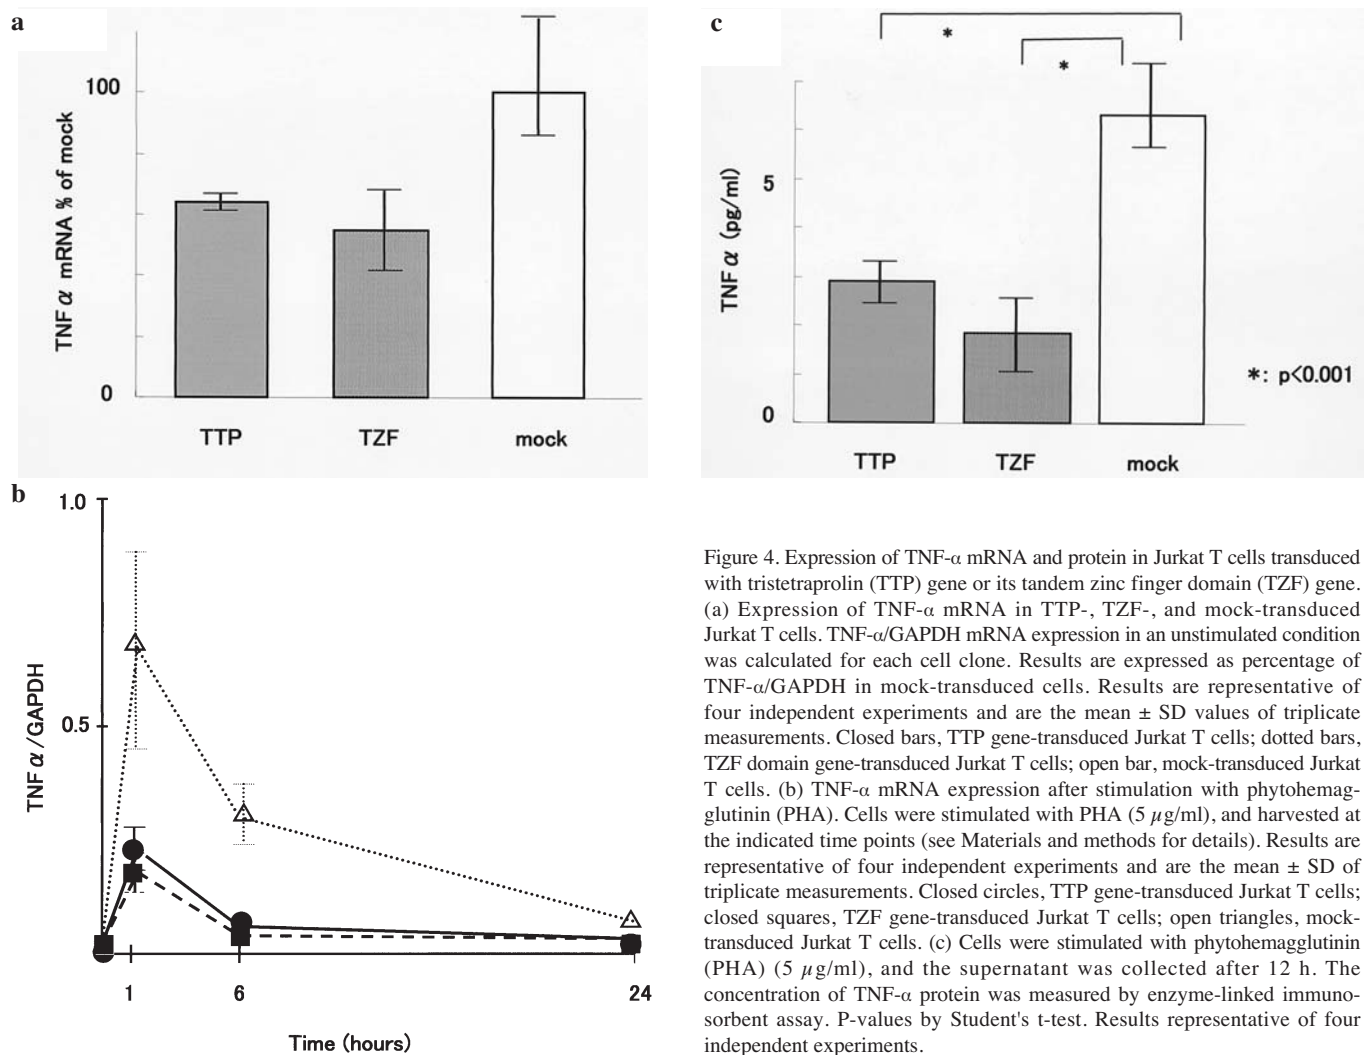 a
100
0
TNF α mRNA % of mock
TTP
TZF
mock
c
*
*
5
0
TNF α (pg/ml)
*: p<0.001
TTP
TZF
mock
b
1.0
0.5
TNF α/GAPDH
1
6
24
Time (hours)
Figure 4. Expression of TNF-α mRNA and protein in Jurkat T cells transduced
with tristetraprolin (TTP) gene or its tandem zinc finger domain (TZF) gene.
(a) Expression of TNF-α mRNA in TTP-, TZF-, and mock-transduced
Jurkat T cells. TNF-α/GAPDH mRNA expression in an unstimulated condition
was calculated for each cell clone. Results are expressed as percentage of
TNF-α/GAPDH in mock-transduced cells. Results are representative of
four independent experiments and are the mean ± SD values of triplicate
measurements. Closed bars, TTP gene-transduced Jurkat T cells; dotted bars,
TZF domain gene-transduced Jurkat T cells; open bar, mock-transduced Jurkat
T cells. (b) TNF-α mRNA expression after stimulation with phytohemag-
glutinin (PHA). Cells were stimulated with PHA (5 μg/ml), and harvested at
the indicated time points (see Materials and methods for details). Results are
representative of four independent experiments and are the mean ± SD of
triplicate measurements. Closed circles, TTP gene-transduced Jurkat T cells;
closed squares, TZF gene-transduced Jurkat T cells; open triangles, mock-
transduced Jurkat T cells. (c) Cells were stimulated with phytohemagglutinin
(PHA) (5 μg/ml), and the supernatant was collected after 12 h. The
concentration of TNF-α protein was measured by enzyme-linked immuno-
sorbent assay. P-values by Student's t-test. Results representative of four
independent experiments.